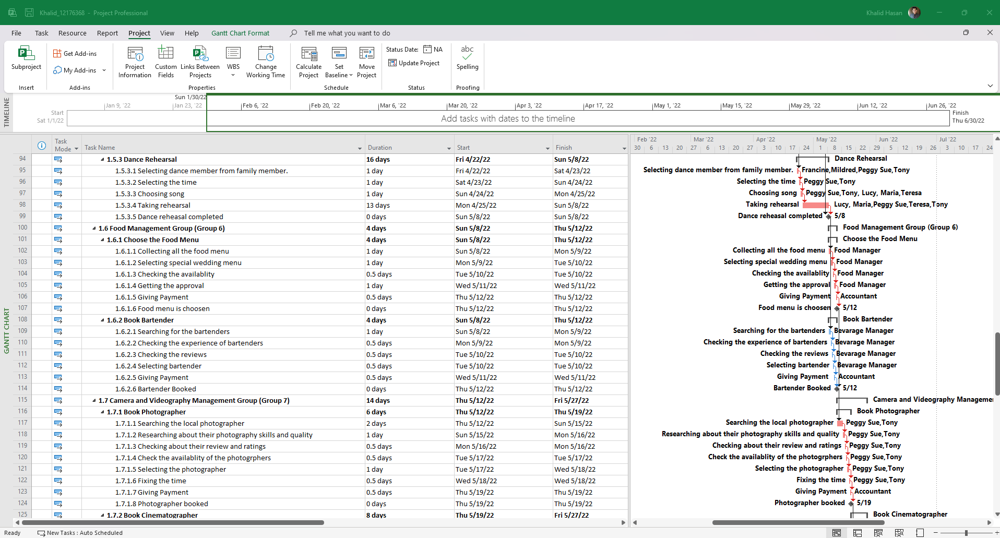 Khalid_12176368 - Project Professional
Khalid Hasan
File Task Resource Report Project View Help Gantt Chart Format Tell me what you want to do
Subproject
Insert
Get Add-ins
My Add-ins
Add-ins
Project Information
Custom Fields
Links Between Projects
WBS
Change Working Time
Properties
Calculate Project
Set Baseline
Move Project
Schedule
Status Date: NA
Update Project
Status
abc
Spelling
Proofing
TIMELINE
Sun 1/30/22
Jan 9, '22 Jan 23, '22 Feb 6, '22 Feb 20, '22 Mar 6, '22 Mar 20, '22 Apr 3, '22 Apr 17, '22 May 1, '22 May 15, '22 May 29, '22 Jun 12, '22 Jun 26, '22
Start
Sat 1/1/22
Add tasks with dates to the timeline
Finish
Thu 6/30/22
GANTT CHART
Task Mode Task Name Duration Start Finish
Feb '22 Mar '22 Apr '22 May '22 Jun '22 Jul '22
30 6 13 20 27 6 13 20 27 3 10 17 24 1 8 15 22 29 5 12 19 26 3 10 17 24
94 1.5.3 Dance Rehearsal 16 days Fri 4/22/22 Sun 5/8/22 Dance Rehearsal
95 1.5.3.1 Selecting dance member from family member. 1 day Fri 4/22/22 Sat 4/23/22 Selecting dance member from family member. Francine,Mildred,Peggy Sue,Tony
96 1.5.3.2 Selecting the time 1 day Sat 4/23/22 Sun 4/24/22 Selecting the time Peggy Sue,Tony
97 1.5.3.3 Choosing song 1 day Sun 4/24/22 Mon 4/25/22 Choosing song Peggy Sue,Tony, Lucy, Maria,Teresa
98 1.5.3.4 Taking rehearsal 13 days Mon 4/25/22 Sun 5/8/22 Taking rehearsal Lucy, Maria,Peggy Sue,Teresa,Tony
99 1.5.3.5 Dance reheasal completed 0 days Sun 5/8/22 Sun 5/8/22 Dance reheasal completed 5/8
100 1.6 Food Management Group (Group 6) 4 days Sun 5/8/22 Thu 5/12/22 Food Management Group (Group 6)
101 1.6.1 Choose the Food Menu 4 days Sun 5/8/22 Thu 5/12/22 Choose the Food Menu
102 1.6.1.1 Collecting all the food menu 1 day Sun 5/8/22 Mon 5/9/22 Collecting all the food menu Food Manager
103 1.6.1.2 Selecting special wedding menu 1 day Mon 5/9/22 Tue 5/10/22 Selecting special wedding menu Food Manager
104 1.6.1.3 Checking the availablity 0.5 days Tue 5/10/22 Tue 5/10/22 Checking the availablity Food Manager
105 1.6.1.4 Getting the approval 1 day Wed 5/11/22 Wed 5/11/22 Getting the approval Food Manager
106 1.6.1.5 Giving Payment 0.5 days Thu 5/12/22 Thu 5/12/22 Giving Payment Accountant
107 1.6.1.6 Food menu is choosen 0 days Thu 5/12/22 Thu 5/12/22 Food menu is choosen 5/12
108 1.6.2 Book Bartender 4 days Sun 5/8/22 Thu 5/12/22 Book Bartender
109 1.6.2.1 Searching for the bartenders 1 day Sun 5/8/22 Mon 5/9/22 Searching for the bartenders Bevarage Manager
110 1.6.2.2 Checking the experience of bartenders 0.5 days Mon 5/9/22 Mon 5/9/22 Checking the experience of bartenders Bevarage Manager
111 1.6.2.3 Checking the reviews 0.5 days Tue 5/10/22 Tue 5/10/22 Checking the reviews Bevarage Manager
112 1.6.2.4 Selecting bartender 0.5 days Tue 5/10/22 Tue 5/10/22 Selecting bartender Bevarage Manager
113 1.6.2.5 Giving Payment 0.5 days Wed 5/11/22 Wed 5/11/22 Giving Payment Accountant
114 1.6.2.6 Bartender Booked 0 days Thu 5/12/22 Thu 5/12/22 Bartender Booked 5/12
115 1.7 Camera and Videography Management Group (Group 7) 14 days Thu 5/12/22 Fri 5/27/22 Camera and Videography Manageme
116 1.7.1 Book Photographer 6 days Thu 5/12/22 Thu 5/19/22 Book Photographer
117 1.7.1.1 Searching the local photographer 2 days Thu 5/12/22 Sun 5/15/22 Searching the local photographer Peggy Sue,Tony
118 1.7.1.2 Researching about their photography skills and quality 1 day Sun 5/15/22 Mon 5/16/22 Researching about their photography skills and quality Peggy Sue,Tony
119 1.7.1.3 Checking about their review and ratings 0.5 days Mon 5/16/22 Mon 5/16/22 Checking about their review and ratings Peggy Sue,Tony
120 1.7.1.4 Check the availablity of the photogrphers 0.5 days Tue 5/17/22 Tue 5/17/22 Check the availablity of the photogrphers Peggy Sue,Tony
121 1.7.1.5 Selecting the photographer 1 day Tue 5/17/22 Wed 5/18/22 Selecting the photographer Peggy Sue,Tony
122 1.7.1.6 Fixing the time 0.5 days Wed 5/18/22 Wed 5/18/22 Fixing the time Peggy Sue,Tony
123 1.7.1.7 Giving Payment 0.5 days Thu 5/19/22 Thu 5/19/22 Giving Payment Accountant
124 1.7.1.8 Photographer booked 0 days Thu 5/19/22 Thu 5/19/22 Photographer booked 5/19
125 1.7.2 Book Cinematographer 8 days Thu 5/19/22 Fri 5/27/22 Book Cinematographer
Ready New Tasks : Auto Scheduled